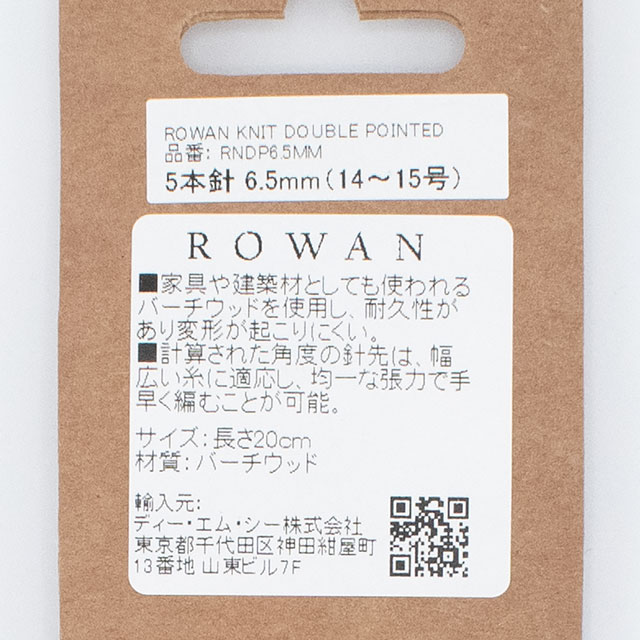 ROWAN KNIT DOUBLE POINTED
品番: RNDP6.5MM
5本針 6.5mm(14～15号)
ROWAN
■家具や建築材としても使われる
バーチウッドを使用し、耐久性が
あり変形が起こりにくい。
■計算された角度の針先は、幅
広い糸に適応し、均一な張力で手
早く編むことが可能。
サイズ:長さ20cm
材質:バーチウッド
輸入元:
ディー・エム・シー株式会社
東京都千代田区神田紺屋町
13番地 山東ビル7F